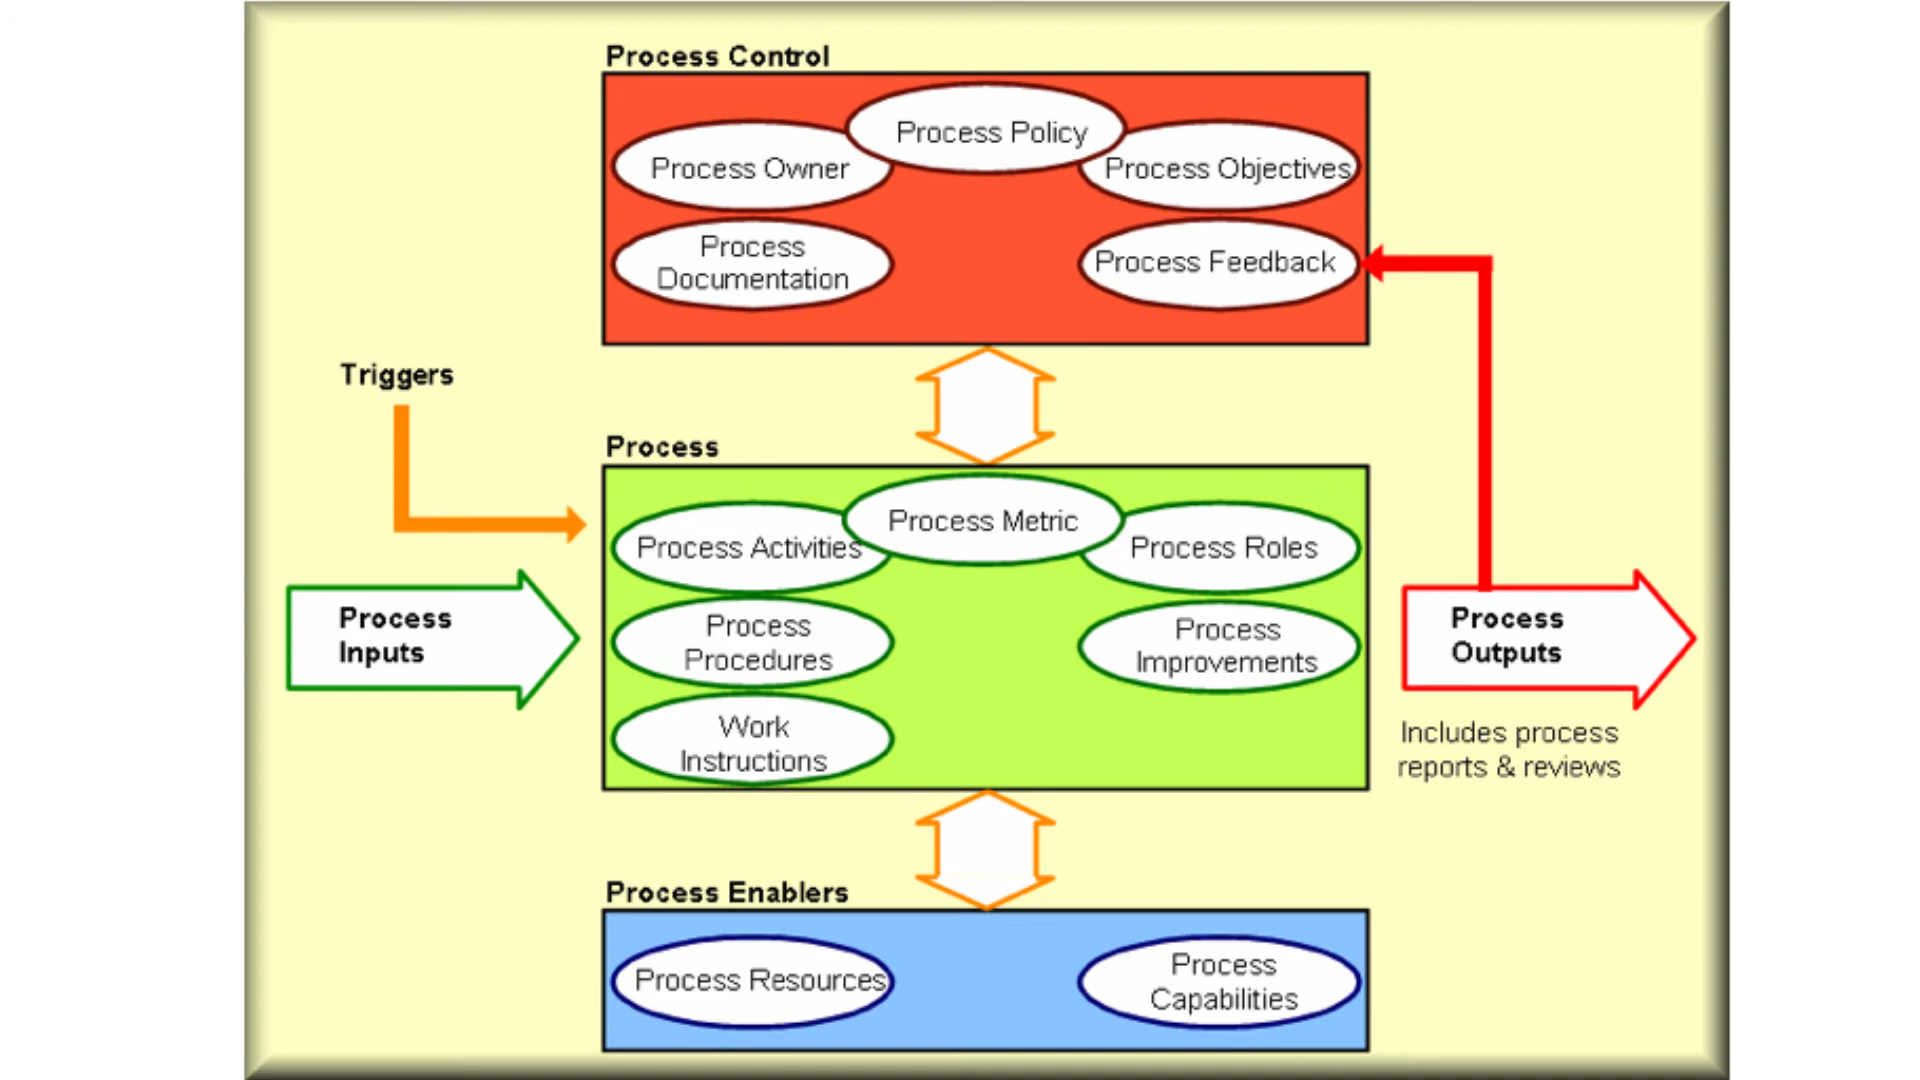 Process Control
Process Policy
Process Owner
Process Objectives
Process
Documentation
Process Feedback
Triggers
Process
Process Metric
Process Activities
Process Roles
Process
Inputs
Process
Procedures
Process
Improvements
Process
Outputs
Work
Instructions
Includes process
reports & reviews
Process Enablers
Process Resources
Process
Capabilities